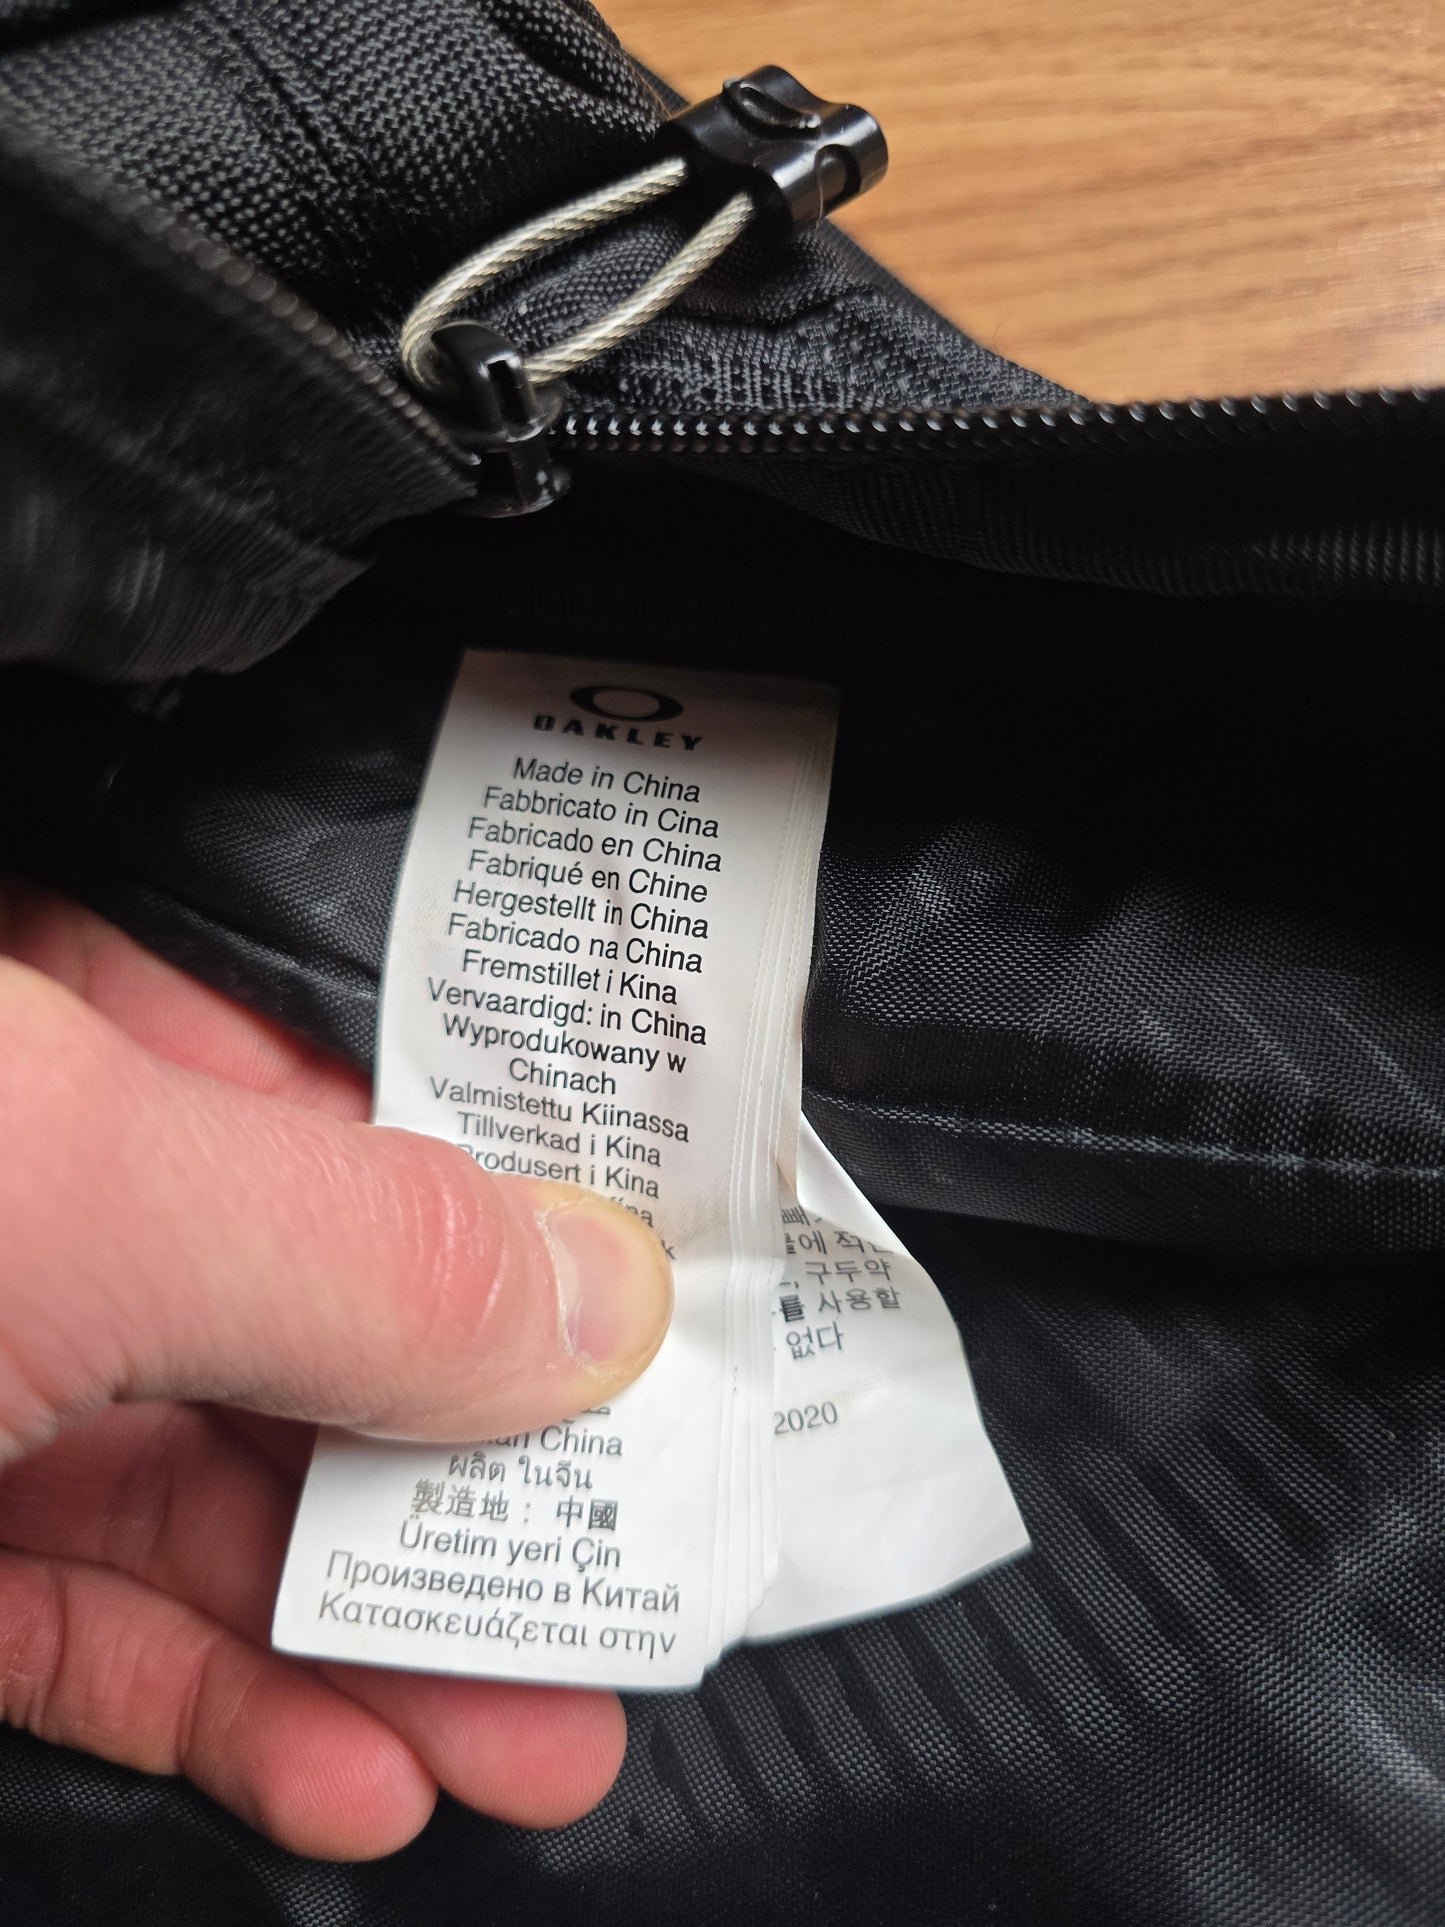 OAKLEY
Made in China
Fabbricato in Cina
Fabricado en China
Fabriqué en Chine
Hergestellt in China
Fabricado na China
Fremstillet i Kina
Vervaardigd: in China
Wyprodukowany w
Chinach
Valmistettu Kiinassa
Tillverkad i Kina
Produsert i Kina
China
ผลิต ในจีน
製造地： 中國
Üretim yeri Çin
Произведено в Китай
Κατασκευάζεται στην
구두약
사용할
없다
2020